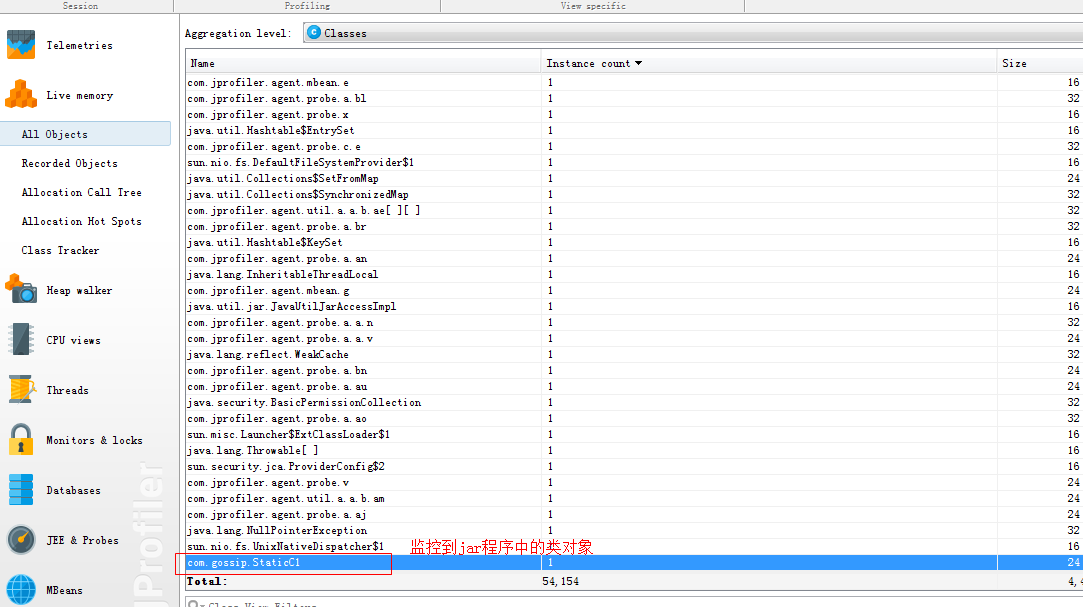 Session Profiling View specific
Telemetries
Live memory
All Objects
Recorded Objects
Allocation Call Tree
Allocation Hot Spots
Class Tracker
Heap walker
CPU views
Threads
Monitors & locks
Databases
JEE & Probes
MBeans
JProfiler
Aggregation level: Classes
Name Instance count Size
com.jprofiler.agent.mbean.e 1 16
com.jprofiler.agent.probe.a.bl 1 32
com.jprofiler.agent.probe.x 1 16
java.util.Hashtable$EntrySet 1 16
com.jprofiler.agent.probe.c.e 1 32
sun.nio.fs.DefaultFileSystemProvider$1 1 16
java.util.Collections$SetFromMap 1 24
java.util.Collections$SynchronizedMap 1 32
com.jprofiler.agent.util.a.a.b.ae[ ][ ] 1 32
com.jprofiler.agent.probe.a.br 1 32
java.util.Hashtable$KeySet 1 16
com.jprofiler.agent.probe.a.an 1 24
java.lang.InheritableThreadLocal 1 16
com.jprofiler.agent.mbean.g 1 24
java.util.jar.JavaUtilJarAccessImpl 1 16
com.jprofiler.agent.probe.a.a.n 1 32
com.jprofiler.agent.probe.a.a.v 1 24
java.lang.reflect.WeakCache 1 32
com.jprofiler.agent.probe.a.bn 1 24
com.jprofiler.agent.probe.a.au 1 24
java.security.BasicPermissionCollection 1 32
com.jprofiler.agent.probe.a.ao 1 32
sun.misc.Launcher$ExtClassLoader$1 1 16
java.lang.Throwable[ ] 1 16
sun.security.jca.ProviderConfig$2 1 16
com.jprofiler.agent.probe.v 1 24
com.jprofiler.agent.util.a.a.b.am 1 24
com.jprofiler.agent.probe.a.aj 1 24
java.lang.NullPointerException 1 32
sun.nio.fs.UnixNativeDispatcher$1 1 16
监控到jar程序中的类对象
com.gossip.StaticC1 1 24
Total: 54,154
Class View Filters